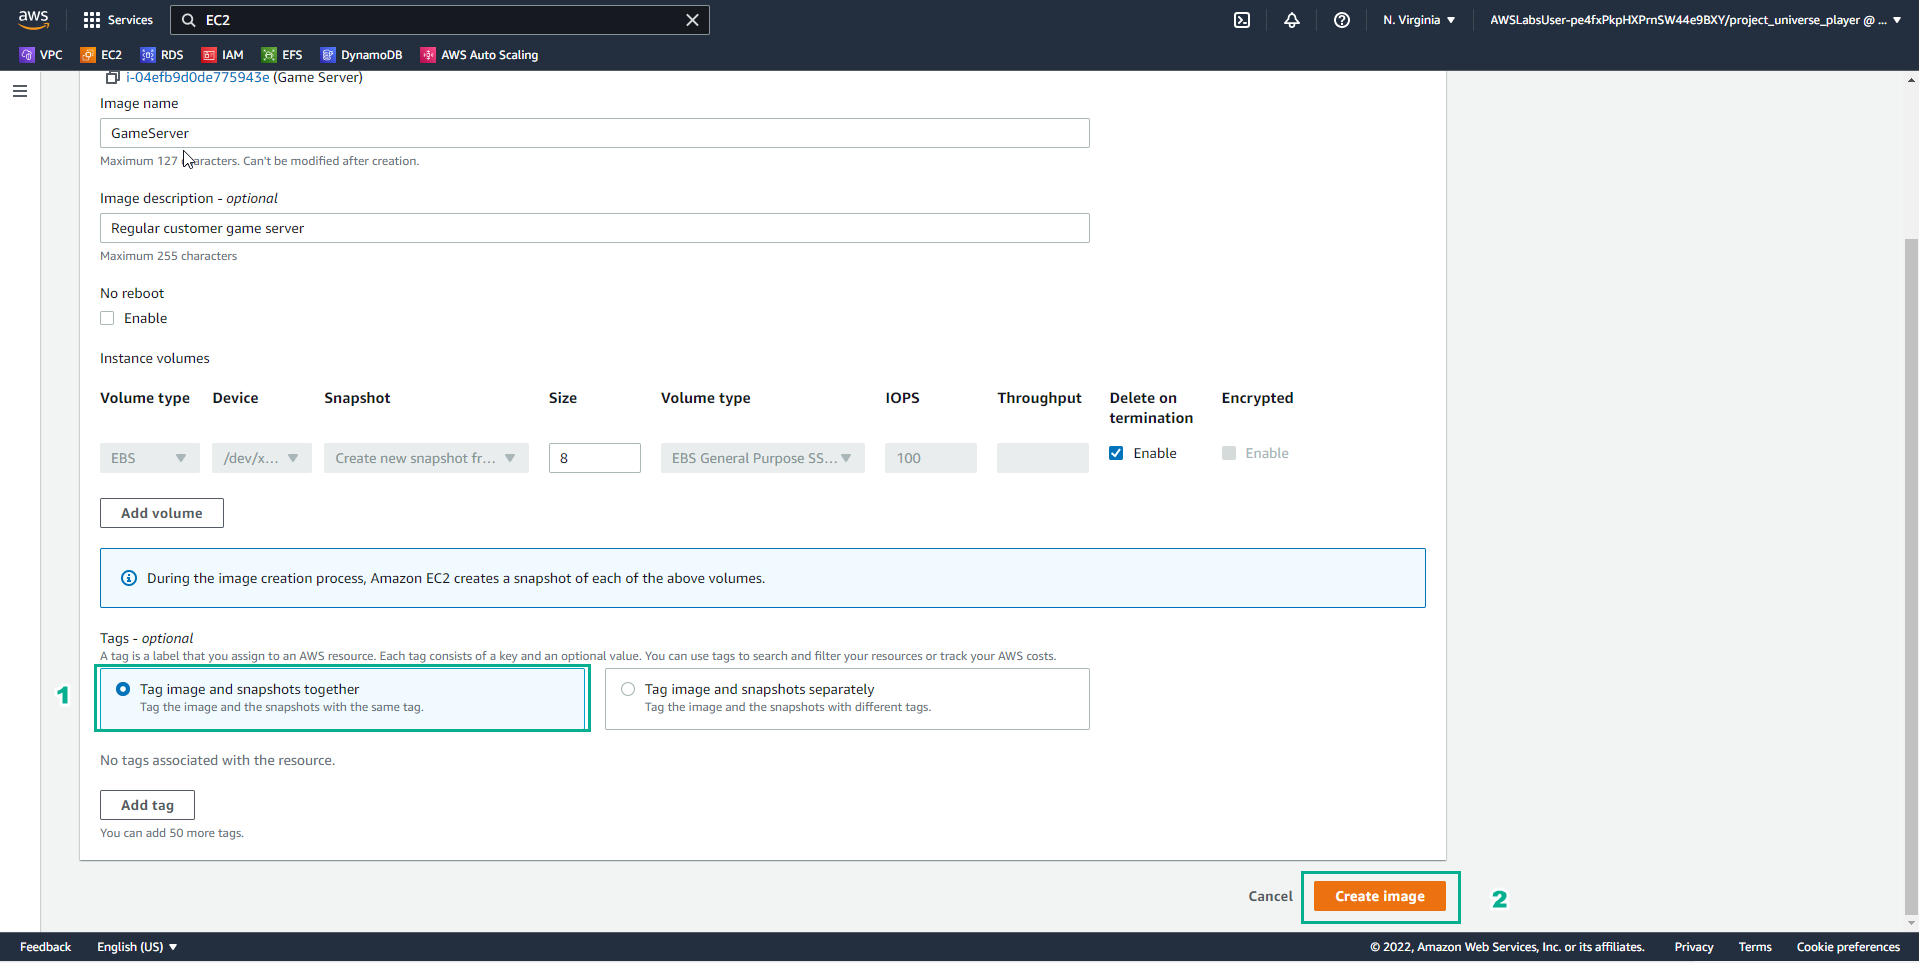 aws Services EC2 N. Virginia ▼ AWSLabsUser-pe4fxPkpHXPrnSW44e9BXY/project_universe_player @ ... ▼
VPC EC2 RDS IAM EFS DynamoDB AWS Auto Scaling
i-04efb9d0de775943e (Game Server)
Image name
GameServer
Maximum 127 characters. Can't be modified after creation.
Image description - optional
Regular customer game server
Maximum 255 characters
No reboot
Enable
Instance volumes
Volume type Device Snapshot Size Volume type IOPS Throughput Delete on termination Encrypted
EBS /dev/x... Create new snapshot fr... 8 EBS General Purpose SS... 100 Enable Enable
Add volume
During the image creation process, Amazon EC2 creates a snapshot of each of the above volumes.
Tags - optional
A tag is a label that you assign to an AWS resource. Each tag consists of a key and an optional value. You can use tags to search and filter your resources or track your AWS costs.
1
Tag image and snapshots together
Tag the image and the snapshots with the same tag.
Tag image and snapshots separately
Tag the image and the snapshots with different tags.
No tags associated with the resource.
Add tag
You can add 50 more tags.
Cancel Create image 2
Feedback English (US) ▼ © 2022, Amazon Web Services, Inc. or its affiliates. Privacy Terms Cookie preferences